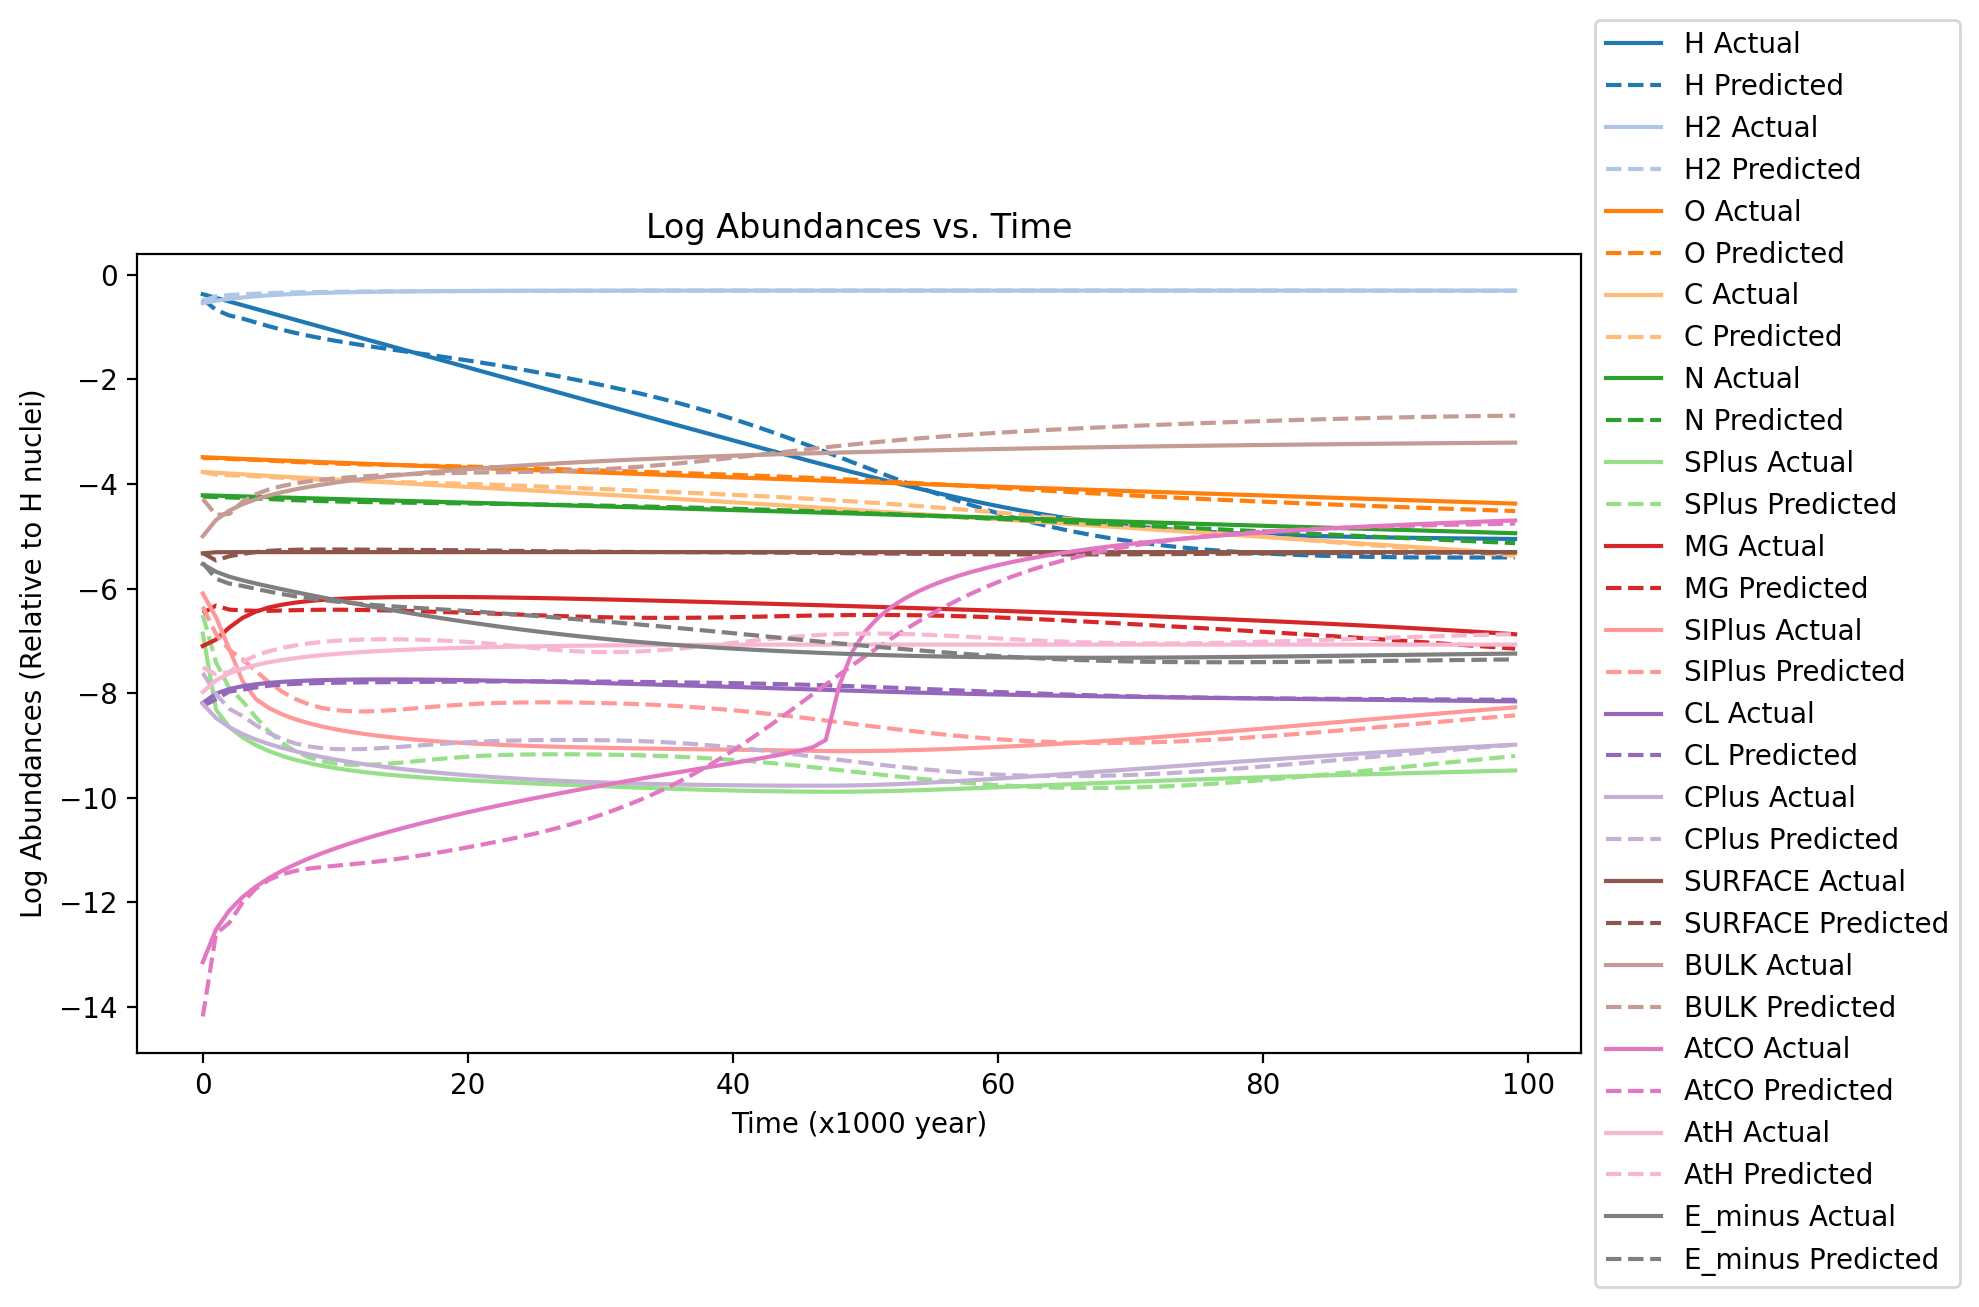 Log Abundances vs. Time
Log Abundances (Relative to H nuclei)
0
−2
−4
−6
−8
−10
−12
−14
0
20
40
60
80
100
Time (x1000 year)
H Actual
H Predicted
H2 Actual
H2 Predicted
O Actual
O Predicted
C Actual
C Predicted
N Actual
N Predicted
SPlus Actual
SPlus Predicted
MG Actual
MG Predicted
SIPlus Actual
SIPlus Predicted
CL Actual
CL Predicted
CPlus Actual
CPlus Predicted
SURFACE Actual
SURFACE Predicted
BULK Actual
BULK Predicted
AtCO Actual
AtCO Predicted
AtH Actual
AtH Predicted
E_minus Actual
E_minus Predicted